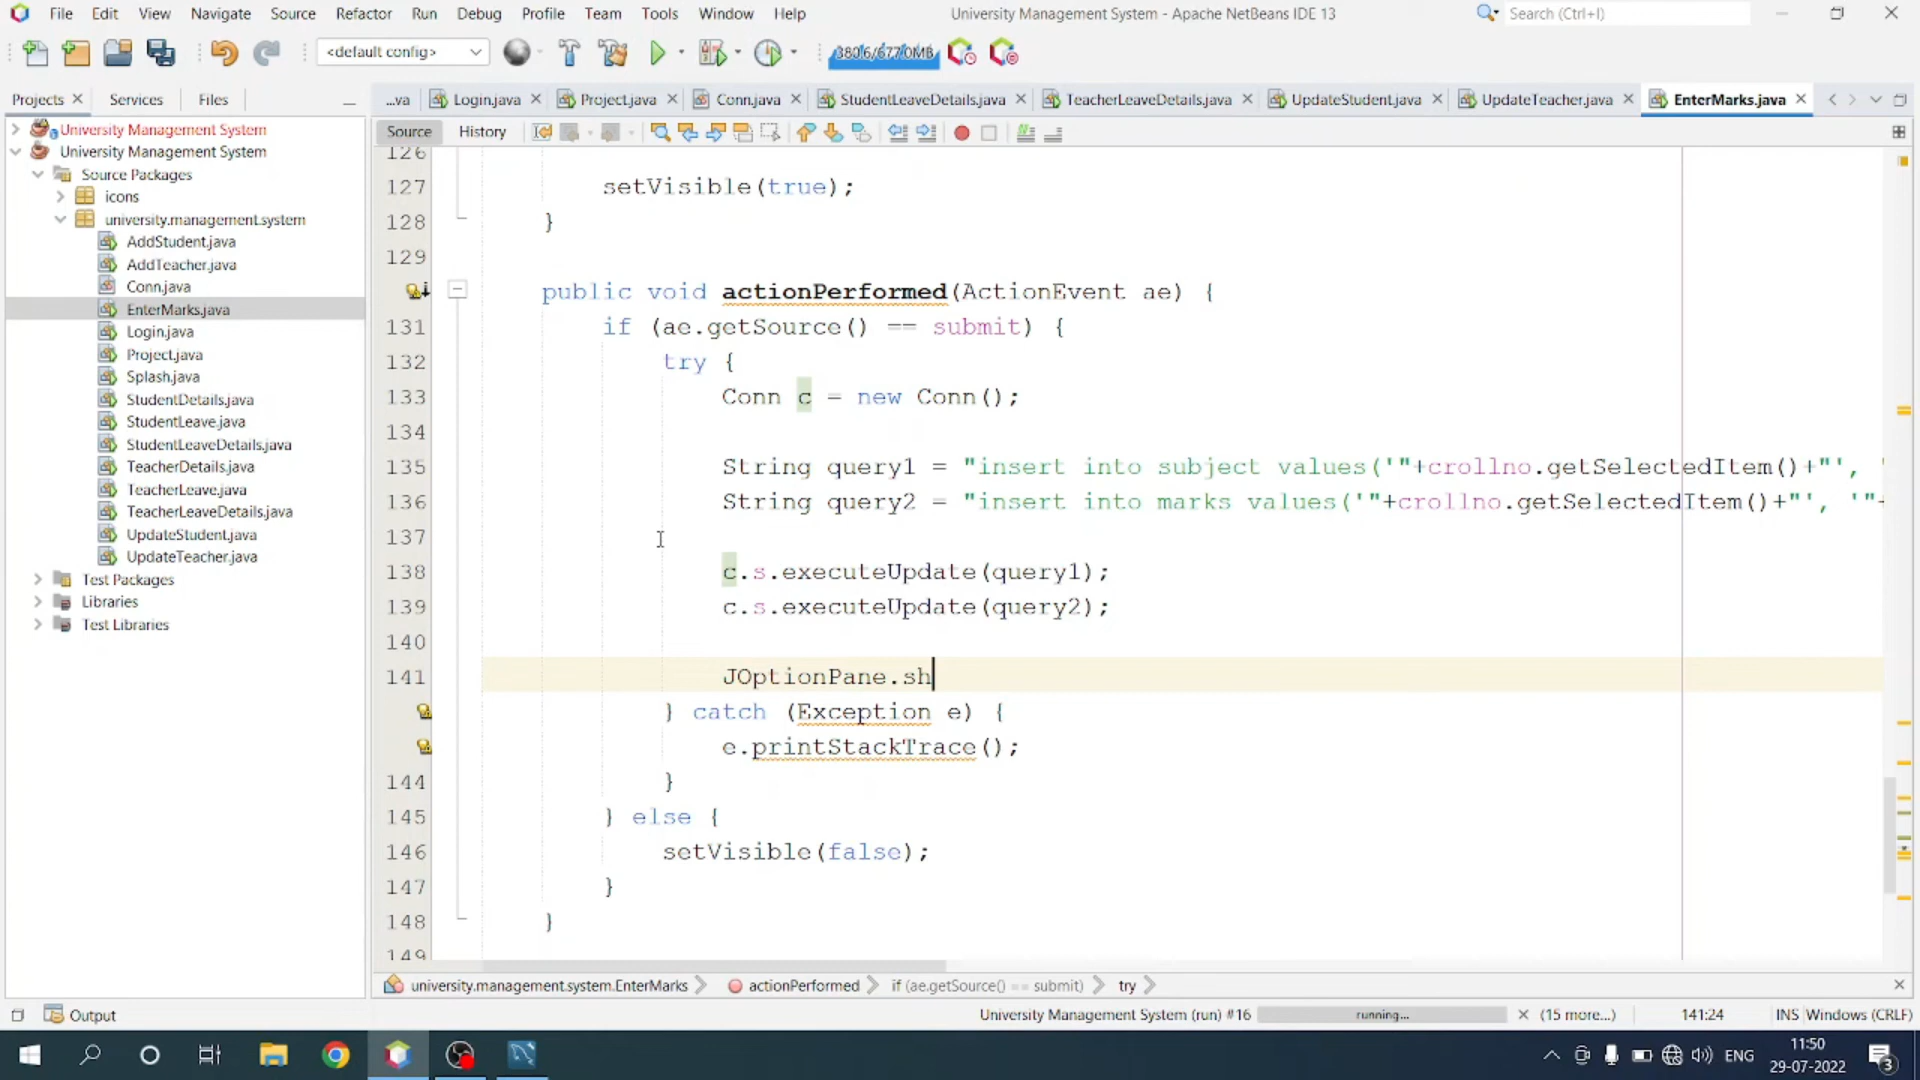 File Edit View Navigate Source Refactor Run Debug Profile Team Tools Window Help
University Management System - Apache NetBeans IDE 13
Search (Ctrl+I)
<default config>
380.6/677.0MB
Projects Services Files
...va Login.java Project.java Conn.java StudentLeaveDetails.java TeacherLeaveDetails.java UpdateStudent.java UpdateTeacher.java EnterMarks.java
Source History
University Management System
University Management System
Source Packages
icons
university.management.system
AddStudent.java
AddTeacher.java
Conn.java
EnterMarks.java
Login.java
Project.java
Splash.java
StudentDetails.java
StudentLeave.java
StudentLeaveDetails.java
TeacherDetails.java
TeacherLeave.java
TeacherLeaveDetails.java
UpdateStudent.java
UpdateTeacher.java
Test Packages
Libraries
Test Libraries
126
127 setVisible(true);
128 }
129
public void actionPerformed(ActionEvent ae) {
131 if (ae.getSource() == submit) {
132 try {
133 Conn c = new Conn();
134
135 String query1 = "insert into subject values('"+crollno.getSelectedItem()+"', '
136 String query2 = "insert into marks values('"+crollno.getSelectedItem()+"', '"+
137
138 c.s.executeUpdate(query1);
139 c.s.executeUpdate(query2);
140
141 JOptionPane.sh
} catch (Exception e) {
e.printStackTrace();
144 }
145 } else {
146 setVisible(false);
147 }
148 }
149
university.management.system.EnterMarks actionPerformed if (ae.getSource() == submit) try
Output
University Management System (run) #16 running... (15 more...) 141:24 INS Windows (CRLF)
ENG
11:50
29-07-2022
3